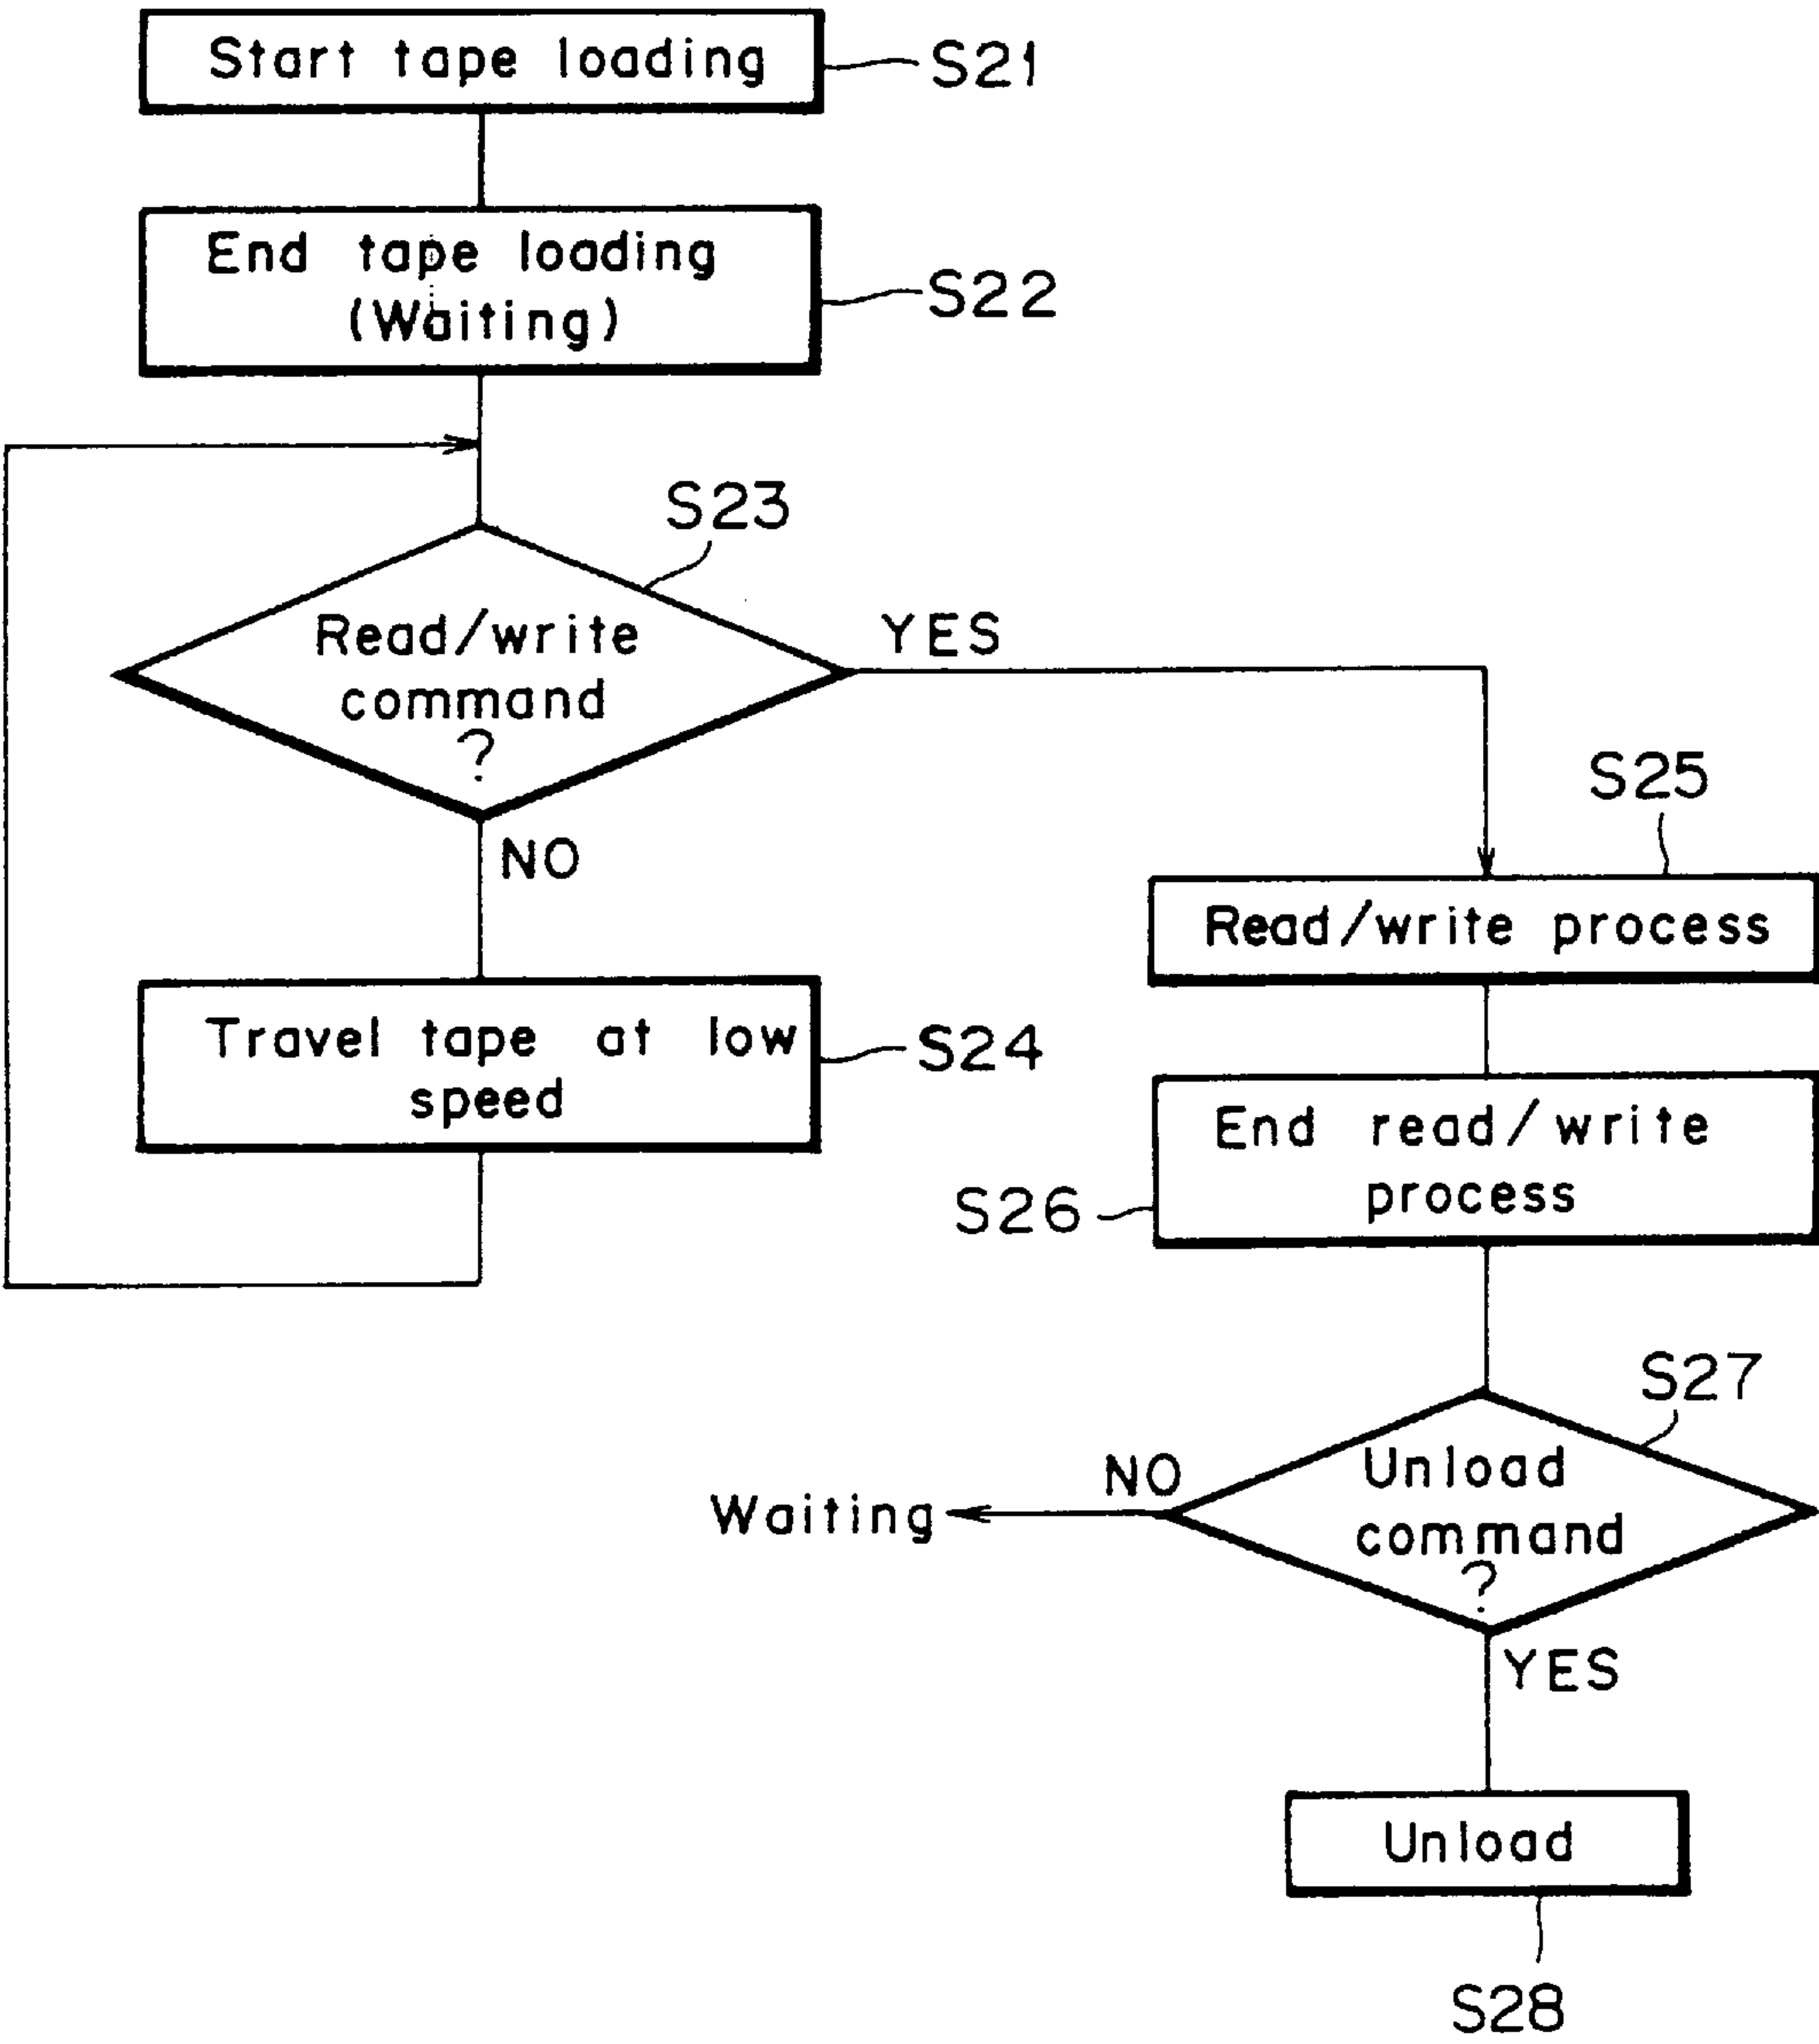 Start tape loading
S21
End tape loading
(Waiting)
S22
S23
Read/write
command
?
YES
NO
Travel tape at low
speed
S24
S25
Read/write process
End read/write
process
S26
S27
Unload
command
?
NO
Waiting
YES
Unload
S28